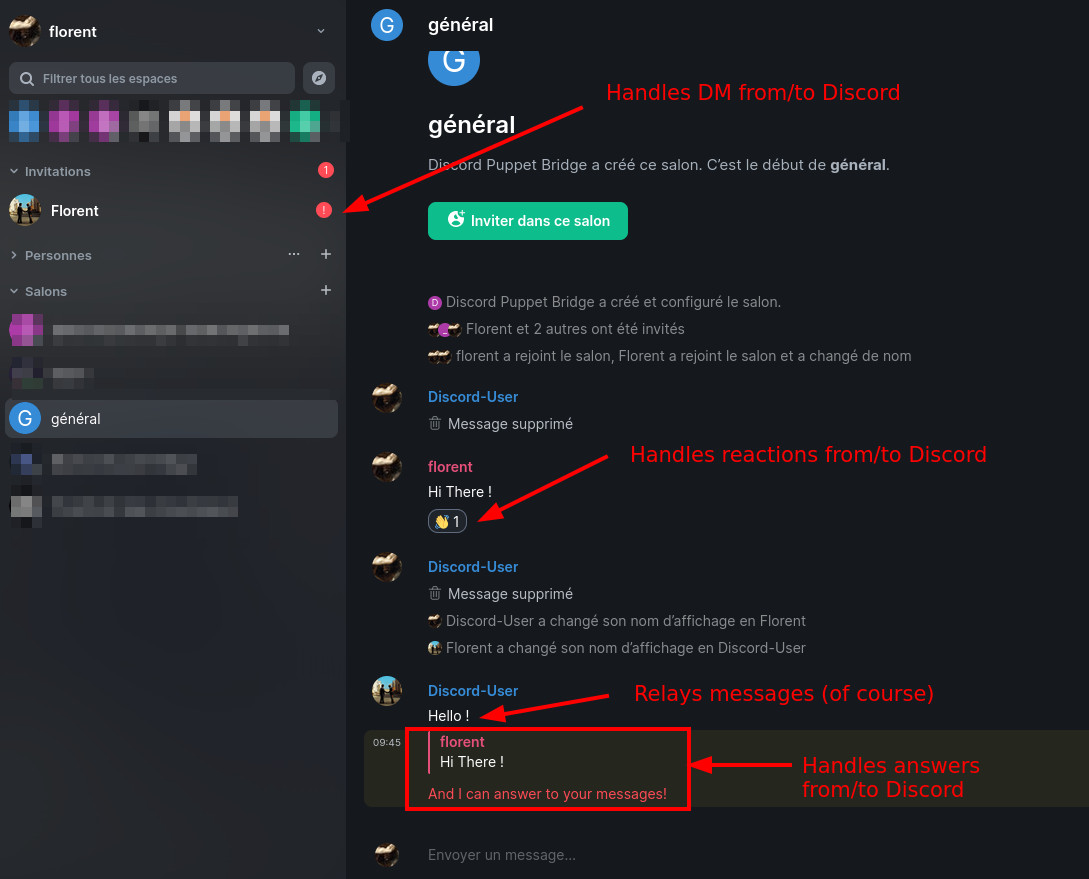 florent
Filtrer tous les espaces
Invitations
1
Florent
!
Personnes
Salons
G
général
G
général
G
général
Discord Puppet Bridge a créé ce salon. C’est le début de général.
Inviter dans ce salon
D Discord Puppet Bridge a créé et configuré le salon.
Florent et 2 autres ont été invités
florent a rejoint le salon, Florent a rejoint le salon et a changé de nom
Discord-User
Message supprimé
florent
Hi There !
👋 1
Discord-User
Message supprimé
Discord-User a changé son nom d’affichage en Florent
Florent a changé son nom d’affichage en Discord-User
Discord-User
Hello !
09:45
florent
Hi There !
And I can answer to your messages!
Envoyer un message...
Handles DM from/to Discord
Handles reactions from/to Discord
Relays messages (of course)
Handles answers
from/to Discord